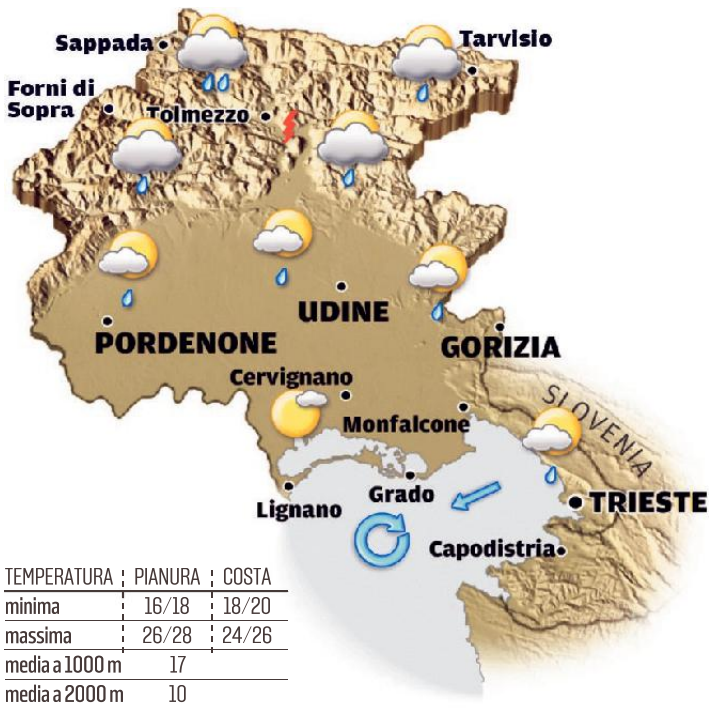 Sappada
Tarvisio
Forni di
Sopra
Tolmezzo
UDINE
PORDENONE
GORIZIA
Cervignano
Monfalcone
SLOVENIA
Lignano
Grado
TRIESTE
Capodistria
TEMPERATURA PIANURA COSTA
minima 16/18 18/20
massima 26/28 24/26
media a 1000 m 17
media a 2000 m 10